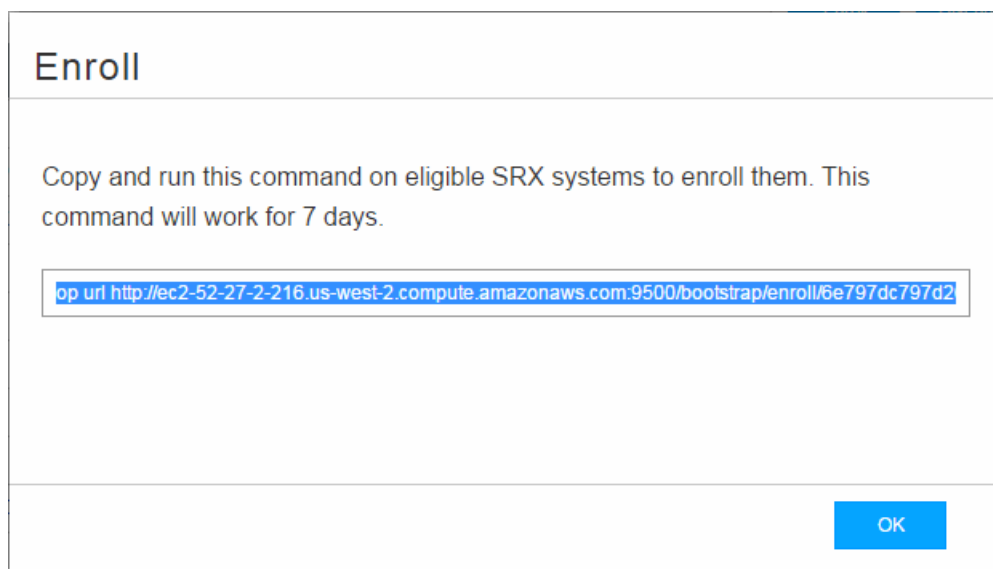 Enroll
Copy and run this command on eligible SRX systems to enroll them. This
command will work for 7 days.
op url http://ec2-52-27-2-216.us-west-2.compute.amazonaws.com:9500/bootstrap/enroll/6e797dc797d2
OK